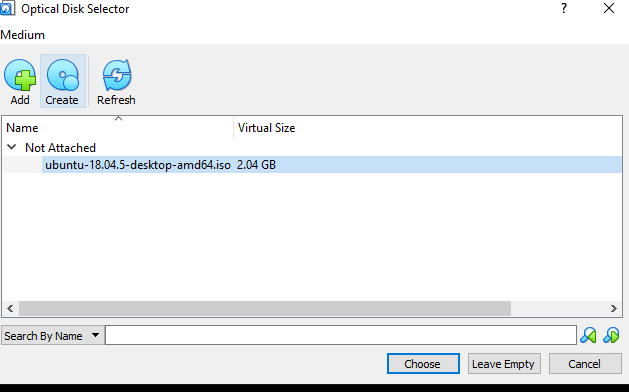 Optical Disk Selector
?
Medium
Add Create Refresh
Name Virtual Size
Not Attached
ubuntu-18.04.5-desktop-amd64.iso 2.04 GB
Search By Name
Choose Leave Empty Cancel